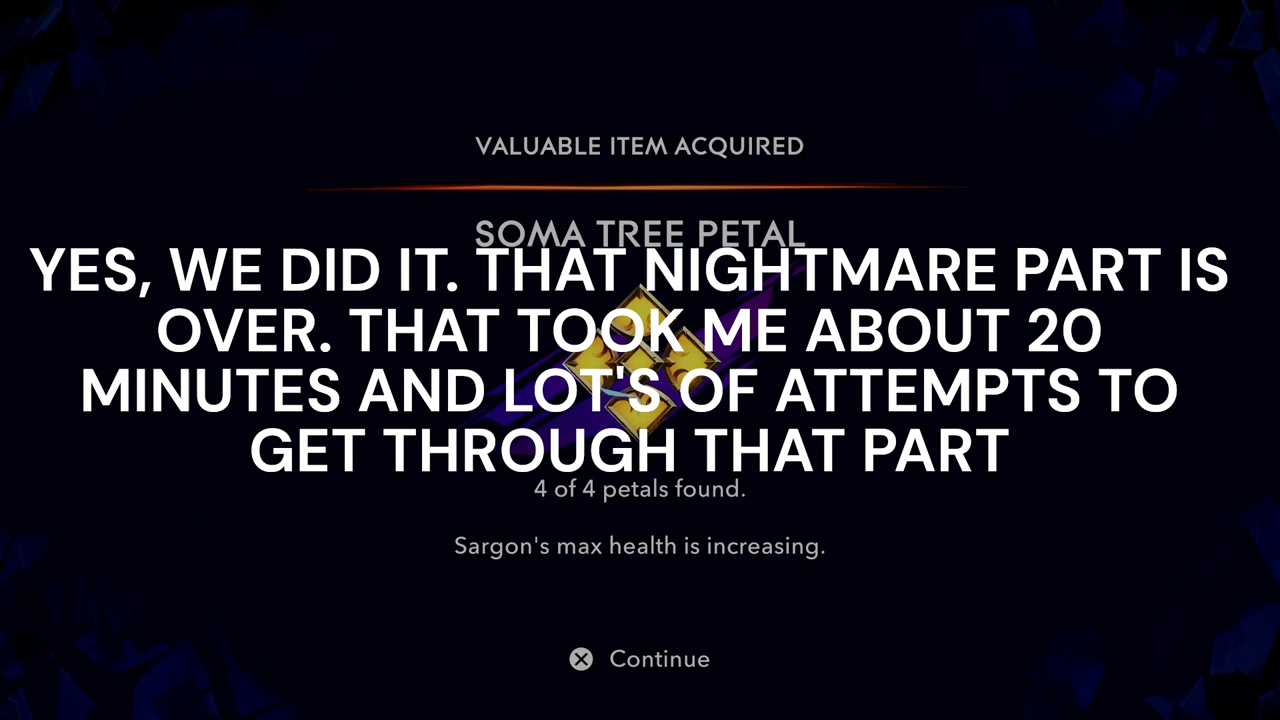 VALUABLE ITEM ACQUIRED
SOMA TREE PETAL
YES, WE DID IT. THAT NIGHTMARE PART IS
OVER. THAT TOOK ME ABOUT 20
MINUTES AND LOT'S OF ATTEMPTS TO
GET THROUGH THAT PART
4 of 4 petals found.
Sargon's max health is increasing.
Continue